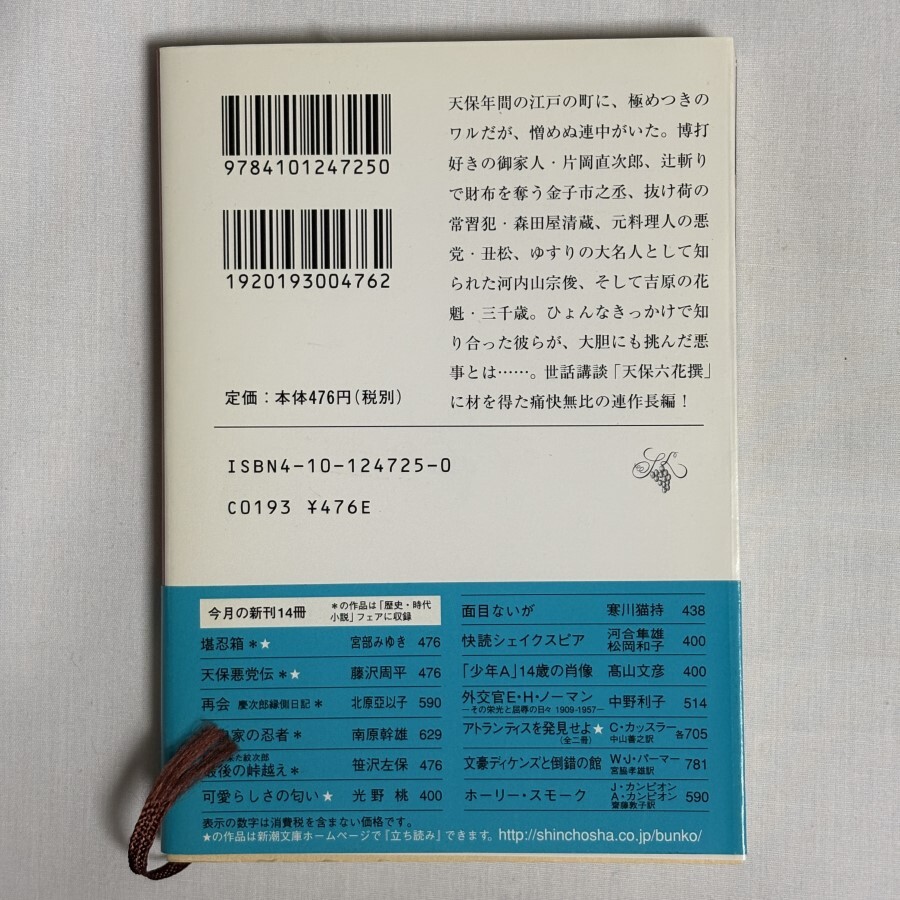 9784101247250
1920193004762
定価：本体476円（税別）
天保年間の江戸の町に、極めつきの
ワルだが、憎めぬ連中がいた。博打
好きの御家人・片岡直次郎、辻斬り
で財布を奪う金子市之丞、抜け荷の
常習犯・森田屋清蔵、元料理人の悪
党・丑松、ゆすりの大名人として知
られた河内山宗俊、そして吉原の花
魁・三千歳。ひょんなきっかけで知
り合った彼らが、大胆にも挑んだ悪
事とは……。世話講談「天保六花撰」
に材を得た痛快無比の連作長編！
ISBN4-10-124725-0
C0193 ¥476E
今月の新刊14冊 ＊の作品は「歴史・時代
小説」フェアに収録
堪忍箱＊★ 宮部みゆき 476
天保悪党伝＊★ 藤沢周平 476
再会 慶次郎縁側日記＊ 北原亞以子 590
家の忍者＊ 南原幹雄 629
た紋次郎
最後の峠越え＊ 笹沢左保 476
可愛らしさの匂い★ 光野 桃 400
面目ないが 寒川猫持 438
快読シェイクスピア 河合隼雄
松岡和子 400
「少年A」14歳の肖像 髙山文彦 400
外交官E・H・ノーマン
―その栄光と屈辱の日々 1909-1957― 中野利子 514
アトランティスを発見せよ★
（全二冊） C・カッスラー
中山善之訳 各705
文豪ディケンズと倒錯の館 W・J・パーマー
宮脇孝雄訳 781
ホーリー・スモーク J・カンピオン
A・カンピオン
齋藤敦子訳 590
表示の数字は消費税を含まない価格です。
★の作品は新潮文庫ホームページで「立ち読み」できます。 http://shinchosha.co.jp/bunko/